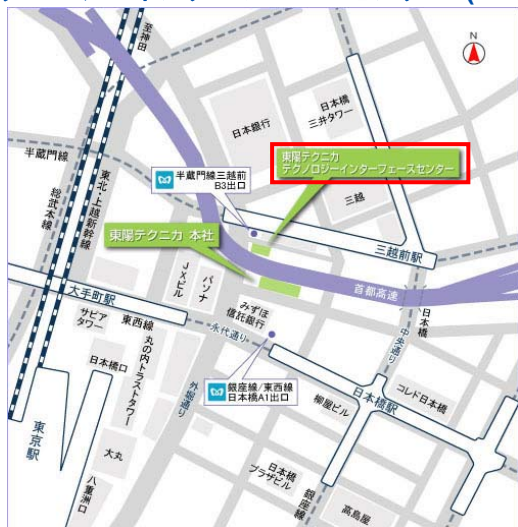 至神田
N
日本銀行
日本橋
三井タワー
半蔵門線
半蔵門線三越前
B3出口
東陽テクニカ
テクノロジーインターフェースセンター
三越
総武本線
東北・上越新幹線
東陽テクニカ 本社
三越前駅
首都高速
JXビル
パソナ
大手町駅
サピア
タワー
東西線
みずほ
信託銀行
永代通り
中央通り
日本橋
日本橋口
丸の内トラストタワー
外堀通り
銀座線/東西線
日本橋A1出口
柳屋ビル
日本橋駅
コレド日本橋
東京駅
大丸
八重洲口
日本橋
プラザビル
銀座線
高島屋